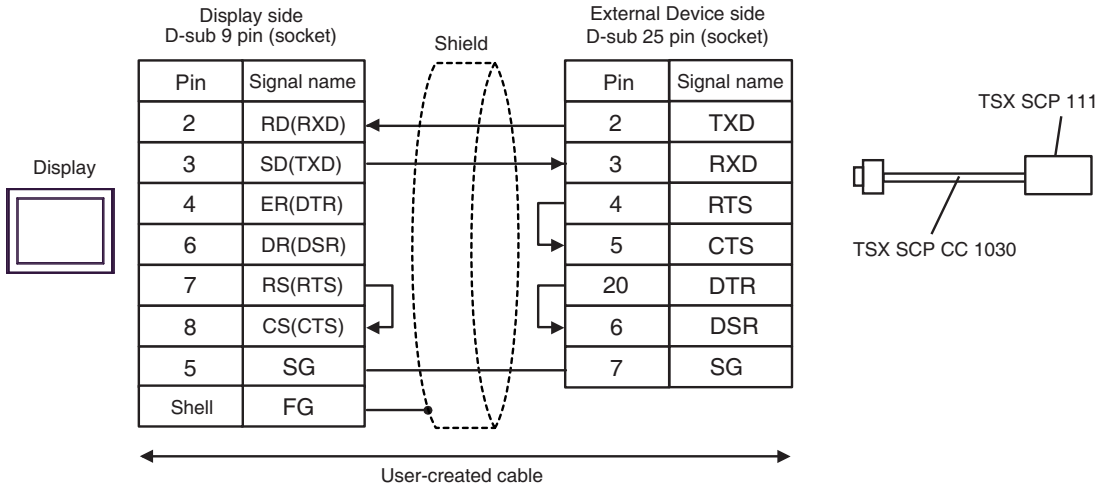 Display side
D-sub 9 pin (socket)
Shield
External Device side
D-sub 25 pin (socket)
Pin Signal name Pin Signal name
2 RD(RXD) 2 TXD
3 SD(TXD) 3 RXD
4 ER(DTR) 4 RTS
6 DR(DSR) 5 CTS
7 RS(RTS) 20 DTR
8 CS(CTS) 6 DSR
5 SG 7 SG
Shell FG
Display
TSX SCP 111
TSX SCP CC 1030
User-created cable